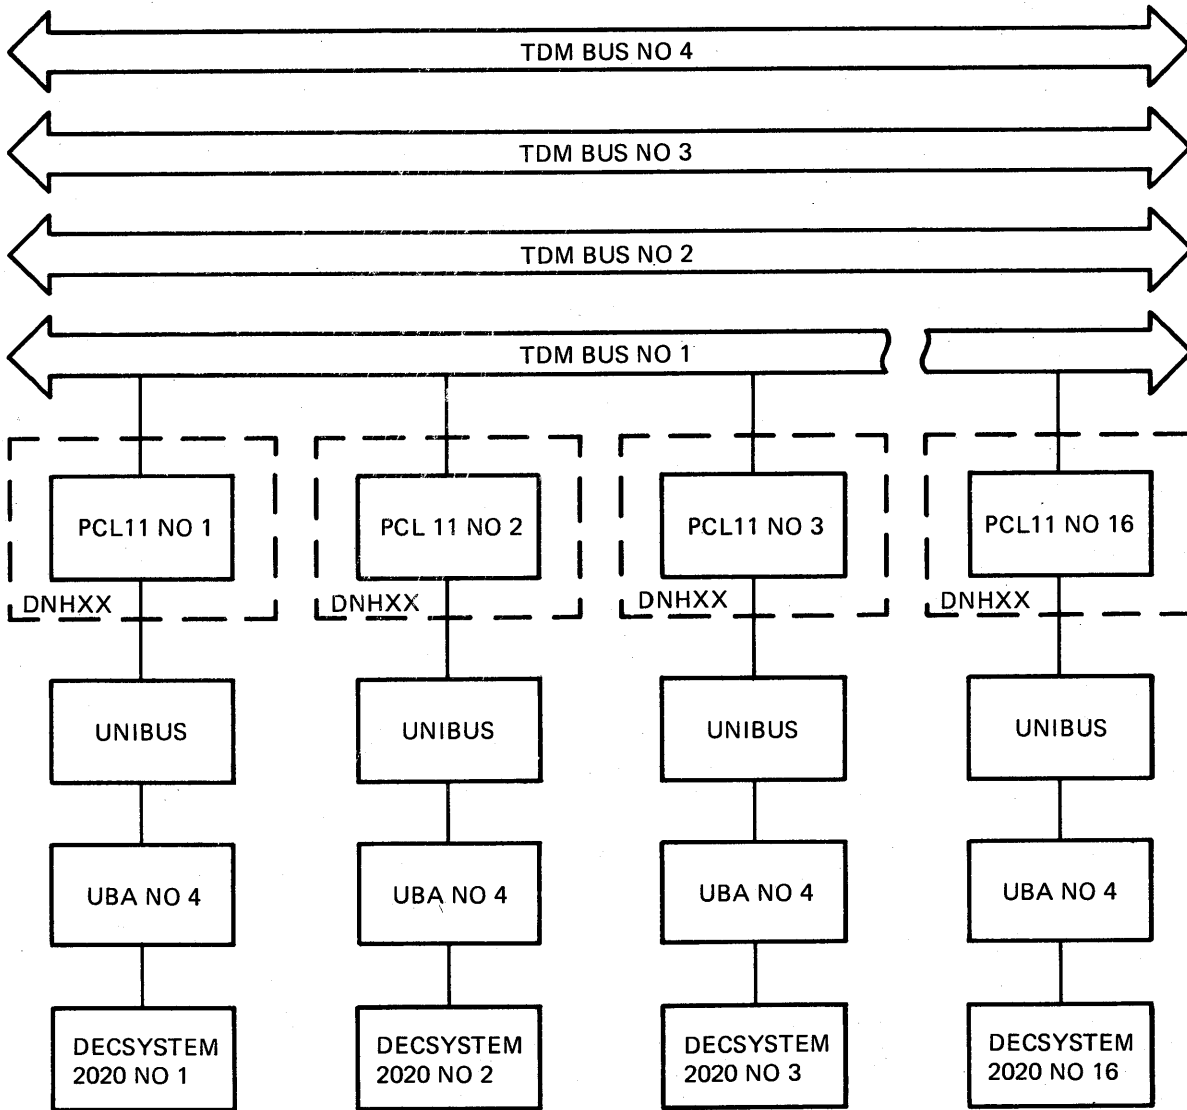 TDM BUS NO 4
TDM BUS NO 3
TDM BUS NO 2
TDM BUS NO 1
PCL11 NO 1
PCL 11 NO 2
PCL11 NO 3
PCL11 NO 16
DNHXX
DNHXX
DNHXX
DNHXX
UNIBUS
UNIBUS
UNIBUS
UNIBUS
UBA NO 4
UBA NO 4
UBA NO 4
UBA NO 4
DECSYSTEM
2020 NO 1
DECSYSTEM
2020 NO 2
DECSYSTEM
2020 NO 3
DECSYSTEM
2020 NO 16